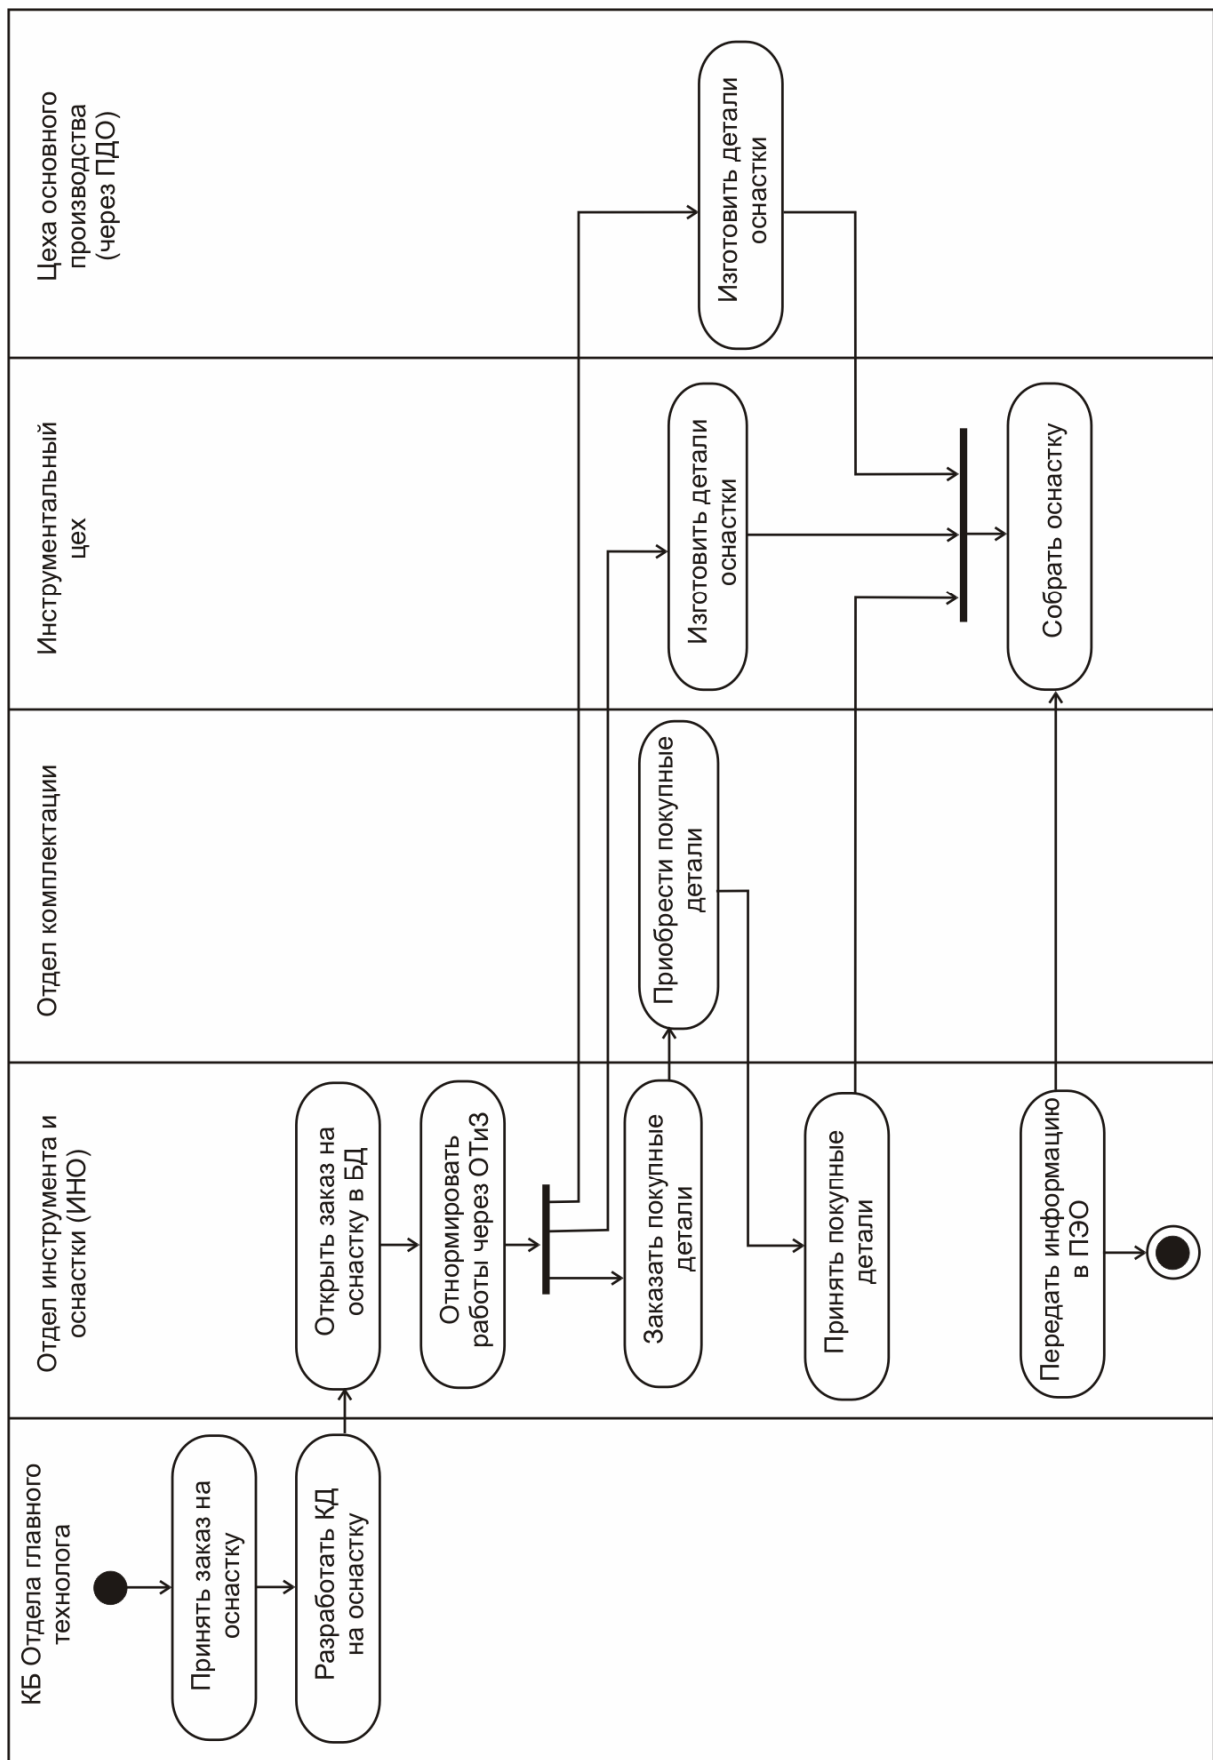 КБ Отдела главного
технолога
Отдел инструмента и
оснастки (ИНО)
Отдел комплектации
Инструментальный
цех
Цеха основного
производства
(через ПДО)
Принять заказ на
оснастку
Разработать КД
на оснастку
Открыть заказ на
оснастку в БД
Отнормировать
работы через ОТиЗ
Заказать покупные
детали
Приобрести покупные
детали
Изготовить детали
оснастки
Изготовить детали
оснастки
Принять покупные
детали
Собрать оснастку
Передать информацию
в ПЭО